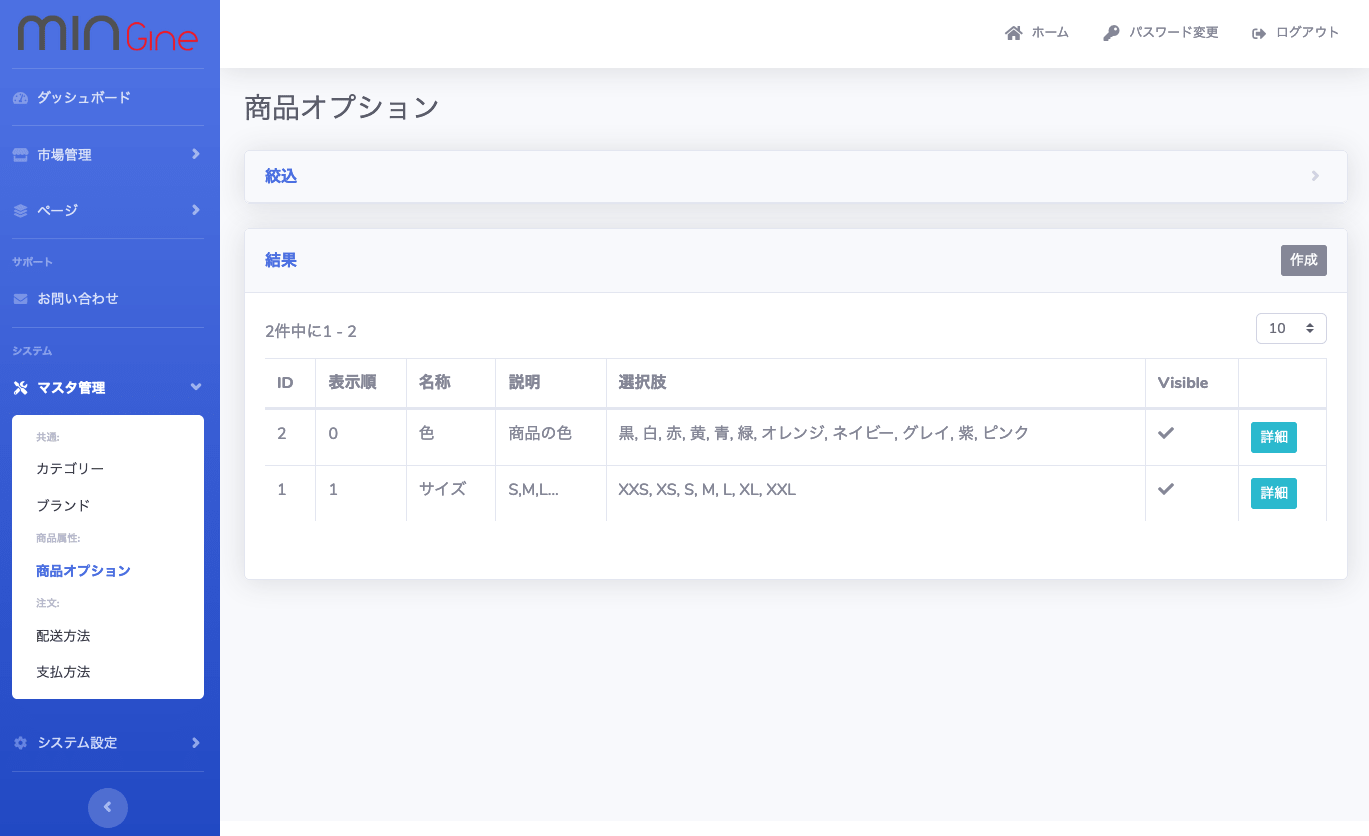 minGine
ホーム パスワード変更 ログアウト
ダッシュボード
市場管理
ページ
サポート
お問い合わせ
システム
マスタ管理
共通:
カテゴリー
ブランド
商品属性:
商品オプション
注文:
配送方法
支払方法
システム設定
商品オプション
絞込
結果 作成
2件中に1 - 2 10
ID 表示順 名称 説明 選択肢 Visible
2 0 色 商品の色 黒, 白, 赤, 黄, 青, 緑, オレンジ, ネイビー, グレイ, 紫, ピンク 詳細
1 1 サイズ S,M,L... XXS, XS, S, M, L, XL, XXL 詳細